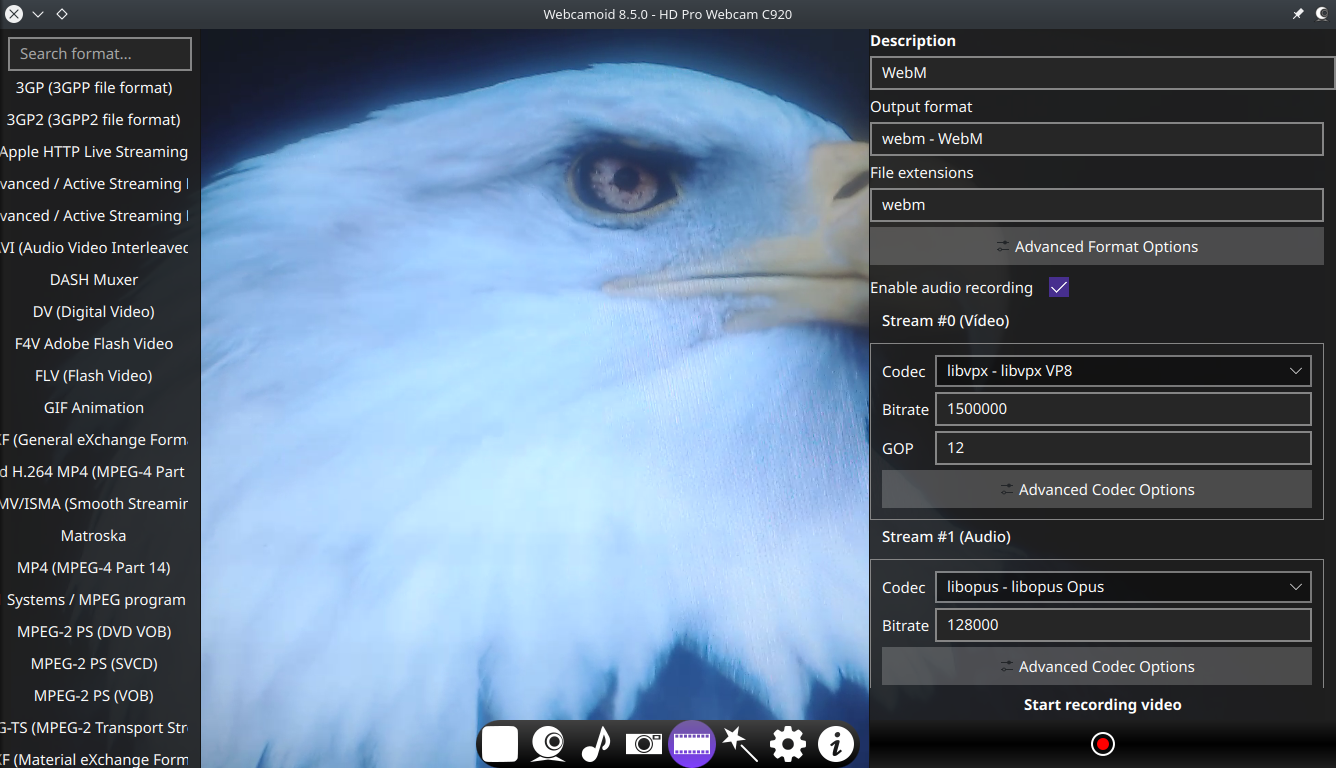 Webcamoid 8.5.0 - HD Pro Webcam C920
Search format...
3GP (3GPP file format)
3GP2 (3GPP2 file format)
Apple HTTP Live Streaming
vanced / Active Streaming
vanced / Active Streaming
VI (Audio Video Interleaved
DASH Muxer
DV (Digital Video)
F4V Adobe Flash Video
FLV (Flash Video)
GIF Animation
XF (General eXchange Form
d H.264 MP4 (MPEG-4 Part
MV/ISMA (Smooth Streamin
Matroska
MP4 (MPEG-4 Part 14)
Systems / MPEG program
MPEG-2 PS (DVD VOB)
MPEG-2 PS (SVCD)
MPEG-2 PS (VOB)
G-TS (MPEG-2 Transport Str
XF (Material eXchange Form
Description
WebM
Output format
webm - WebM
File extensions
webm
Advanced Format Options
Enable audio recording
Stream #0 (Vídeo)
Codec libvpx - libvpx VP8
Bitrate 1500000
GOP 12
Advanced Codec Options
Stream #1 (Audio)
Codec libopus - libopus Opus
Bitrate 128000
Advanced Codec Options
Start recording video